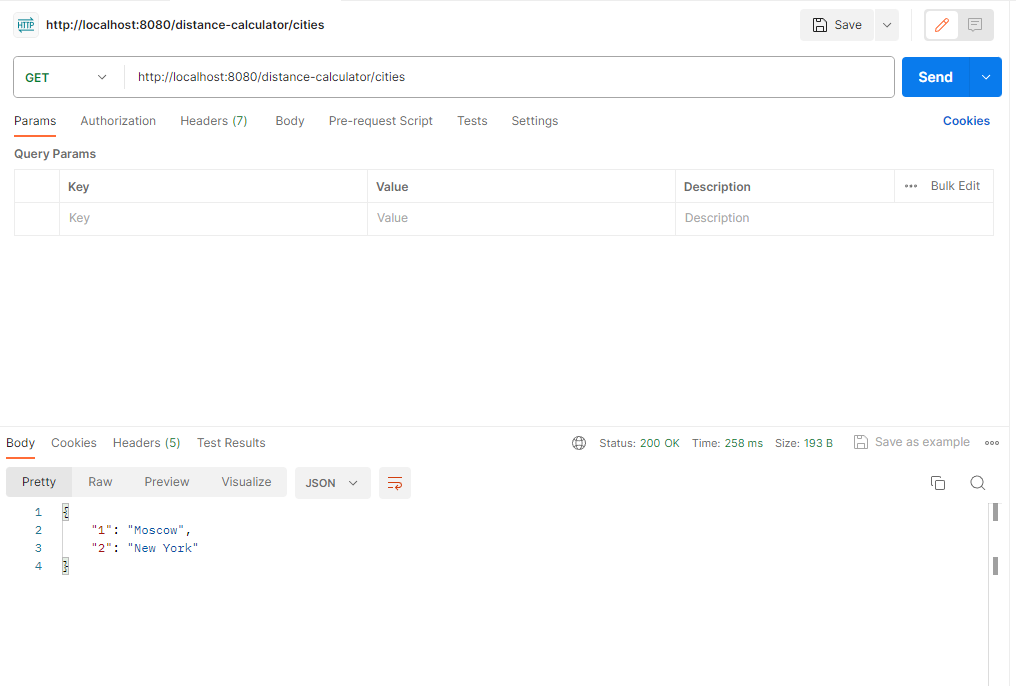 HTTP http://localhost:8080/distance-calculator/cities Save
GET http://localhost:8080/distance-calculator/cities Send
Params Authorization Headers (7) Body Pre-request Script Tests Settings Cookies
Query Params
Key Value Description ••• Bulk Edit
Key Value Description
Body Cookies Headers (5) Test Results Status: 200 OK Time: 258 ms Size: 193 B Save as example •••
Pretty Raw Preview Visualize JSON
1 {
2 "1": "Moscow",
3 "2": "New York"
4 }